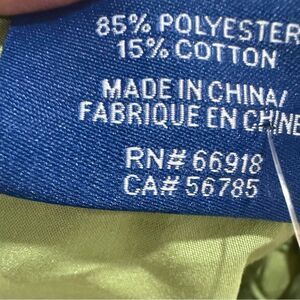 85% POLYESTER
15% COTTON
MADE IN CHINA/
FABRIQUE EN CHINE
RN# 66918
CA# 56785